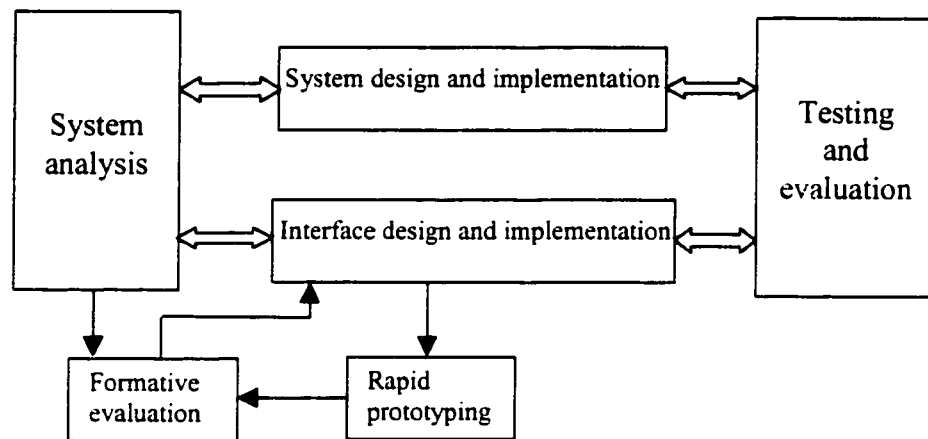 System design and implementation
System
analysis
Testing
and
evaluation
Interface design and implementation
Formative
evaluation
Rapid
prototyping